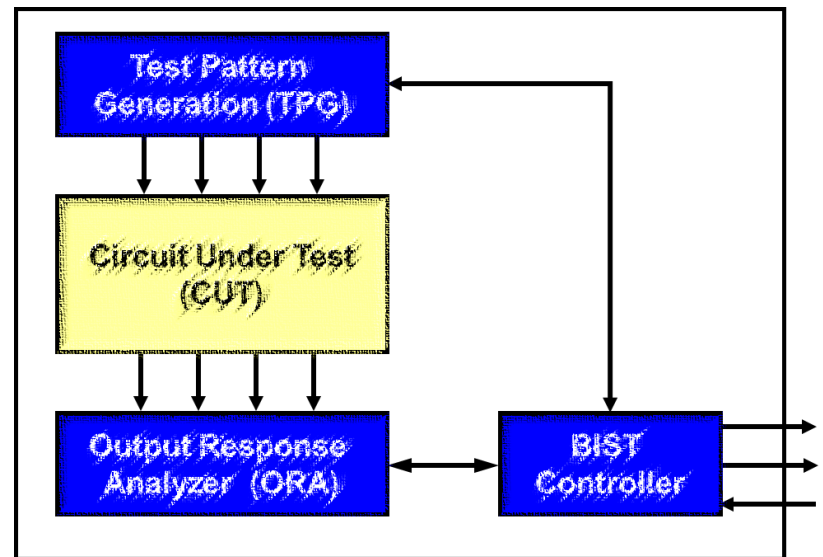 Test Pattern
Generation (TPG)
Circuit Under Test
(CUT)
Output Response
Analyzer (ORA)
BIST
Controller